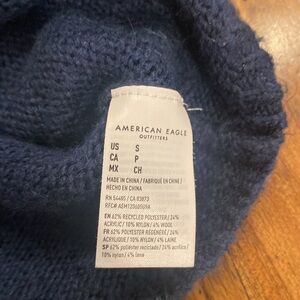 AMERICAN EAGLE
OUTFITTERS
US S
CA P
MX CH
MADE IN CHINA / FABRIQUÉ EN CHINE /
HECHO EN CHINA
RN 54485 / CA 03873
EN 62% RECYCLED POLYESTER / 24%
ACRYLIC / 10% NYLON / 4% WOOL
FR 62% POLYESTER RÉGÉNÉRÉ / 24%
ACRYLIQUE / 10% NYLON / 4% LAINE
SP 62% poliéster reciclado / 24% acrílico /
10% nylon / 4% lana